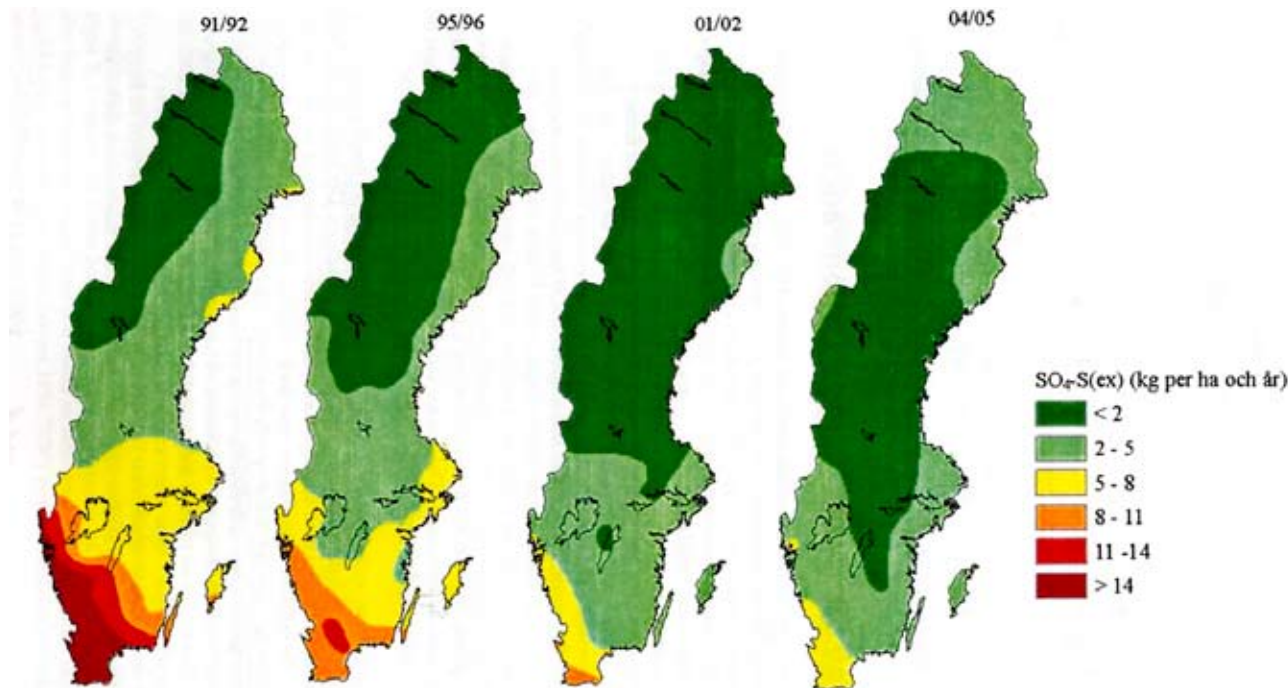 91/92
95/96
01/02
04/05
SO₄-S(ex) (kg per ha och år)
< 2
2 - 5
5 - 8
8 - 11
11 -14
> 14